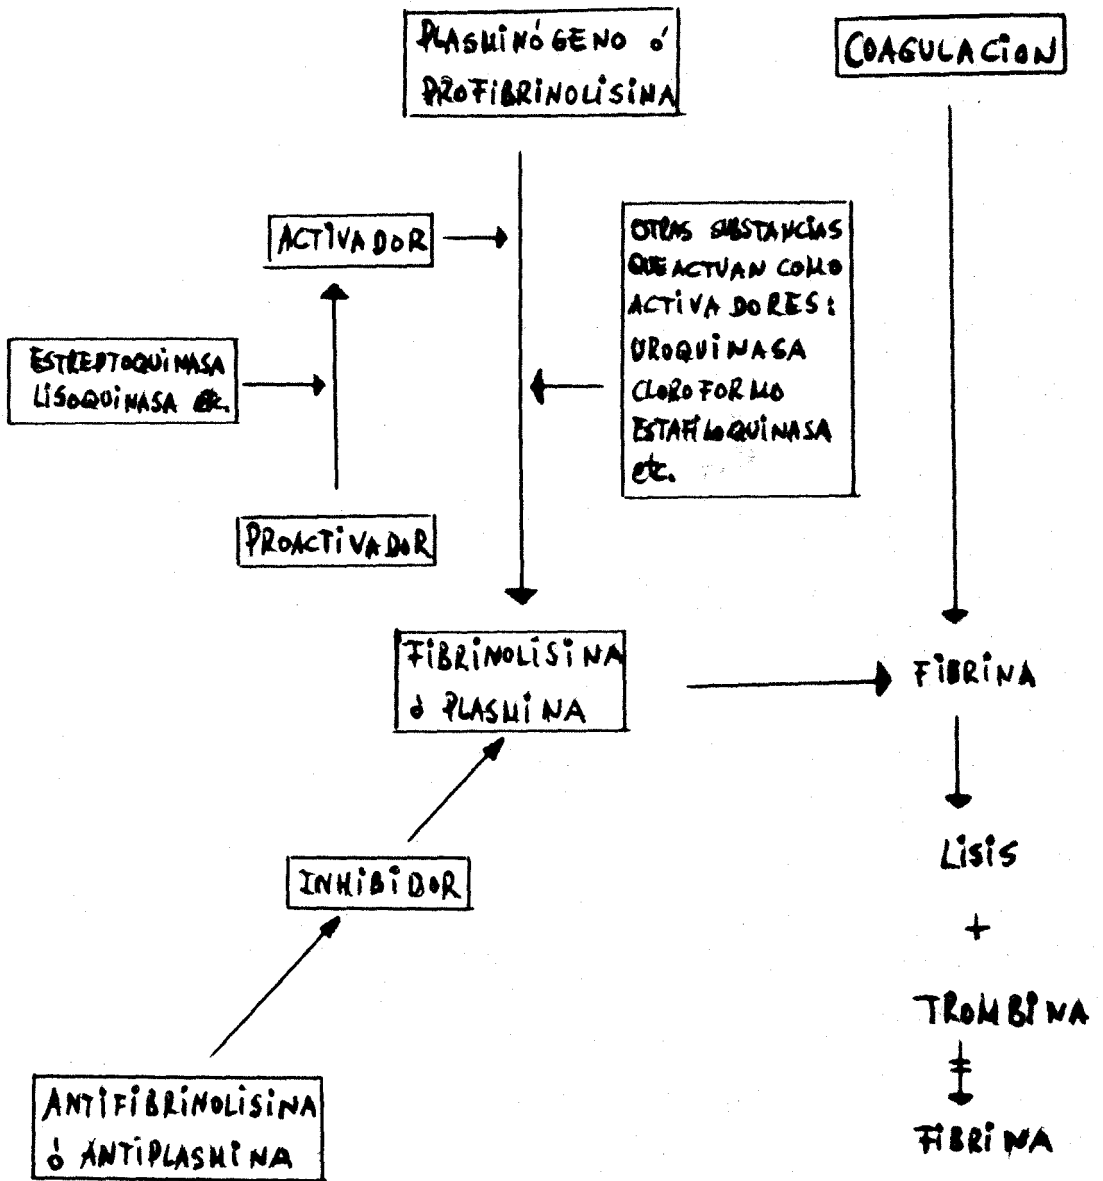 PLASMINÓGENO ó
PROFIBRINOLISINA
COAGULACION
ACTIVADOR
OTRAS SUBSTANCIAS
QUE ACTUAN COMO
ACTIVADORES:
UROQUINASA
CLOROFORMO
ESTAFILOQUINASA
etc.
ESTREPTOQUINASA
LISOQUINASA etc.
PROACTIVADOR
FIBRINOLISINA
ó PLASMINA
FIBRINA
LISIS
INHIBIDOR
+
TROMBINA
ANTIFIBRINOLISINA
ó ANTIPLASMINA
FIBRINA